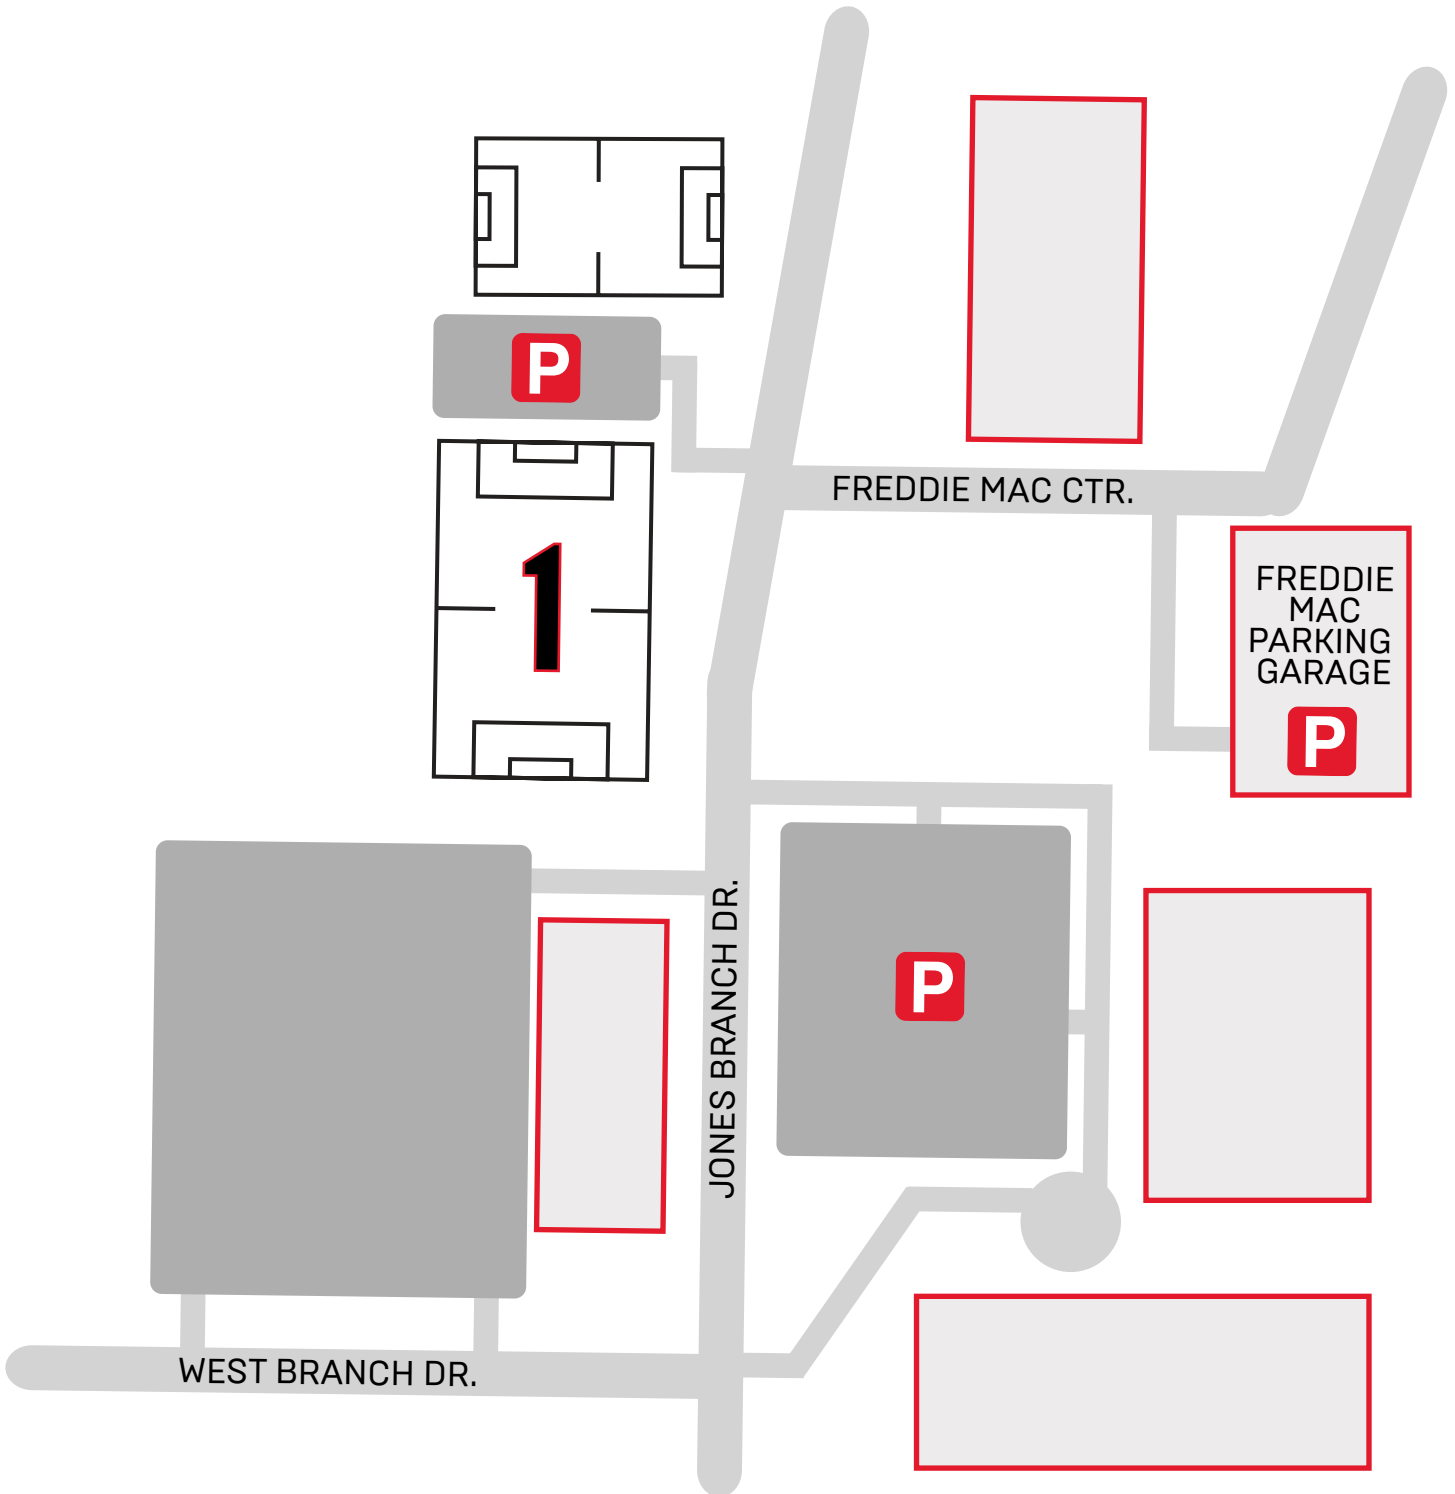 P
FREDDIE MAC CTR.
1
FREDDIE
MAC
PARKING
GARAGE
P
P
JONES BRANCH DR.
WEST BRANCH DR.